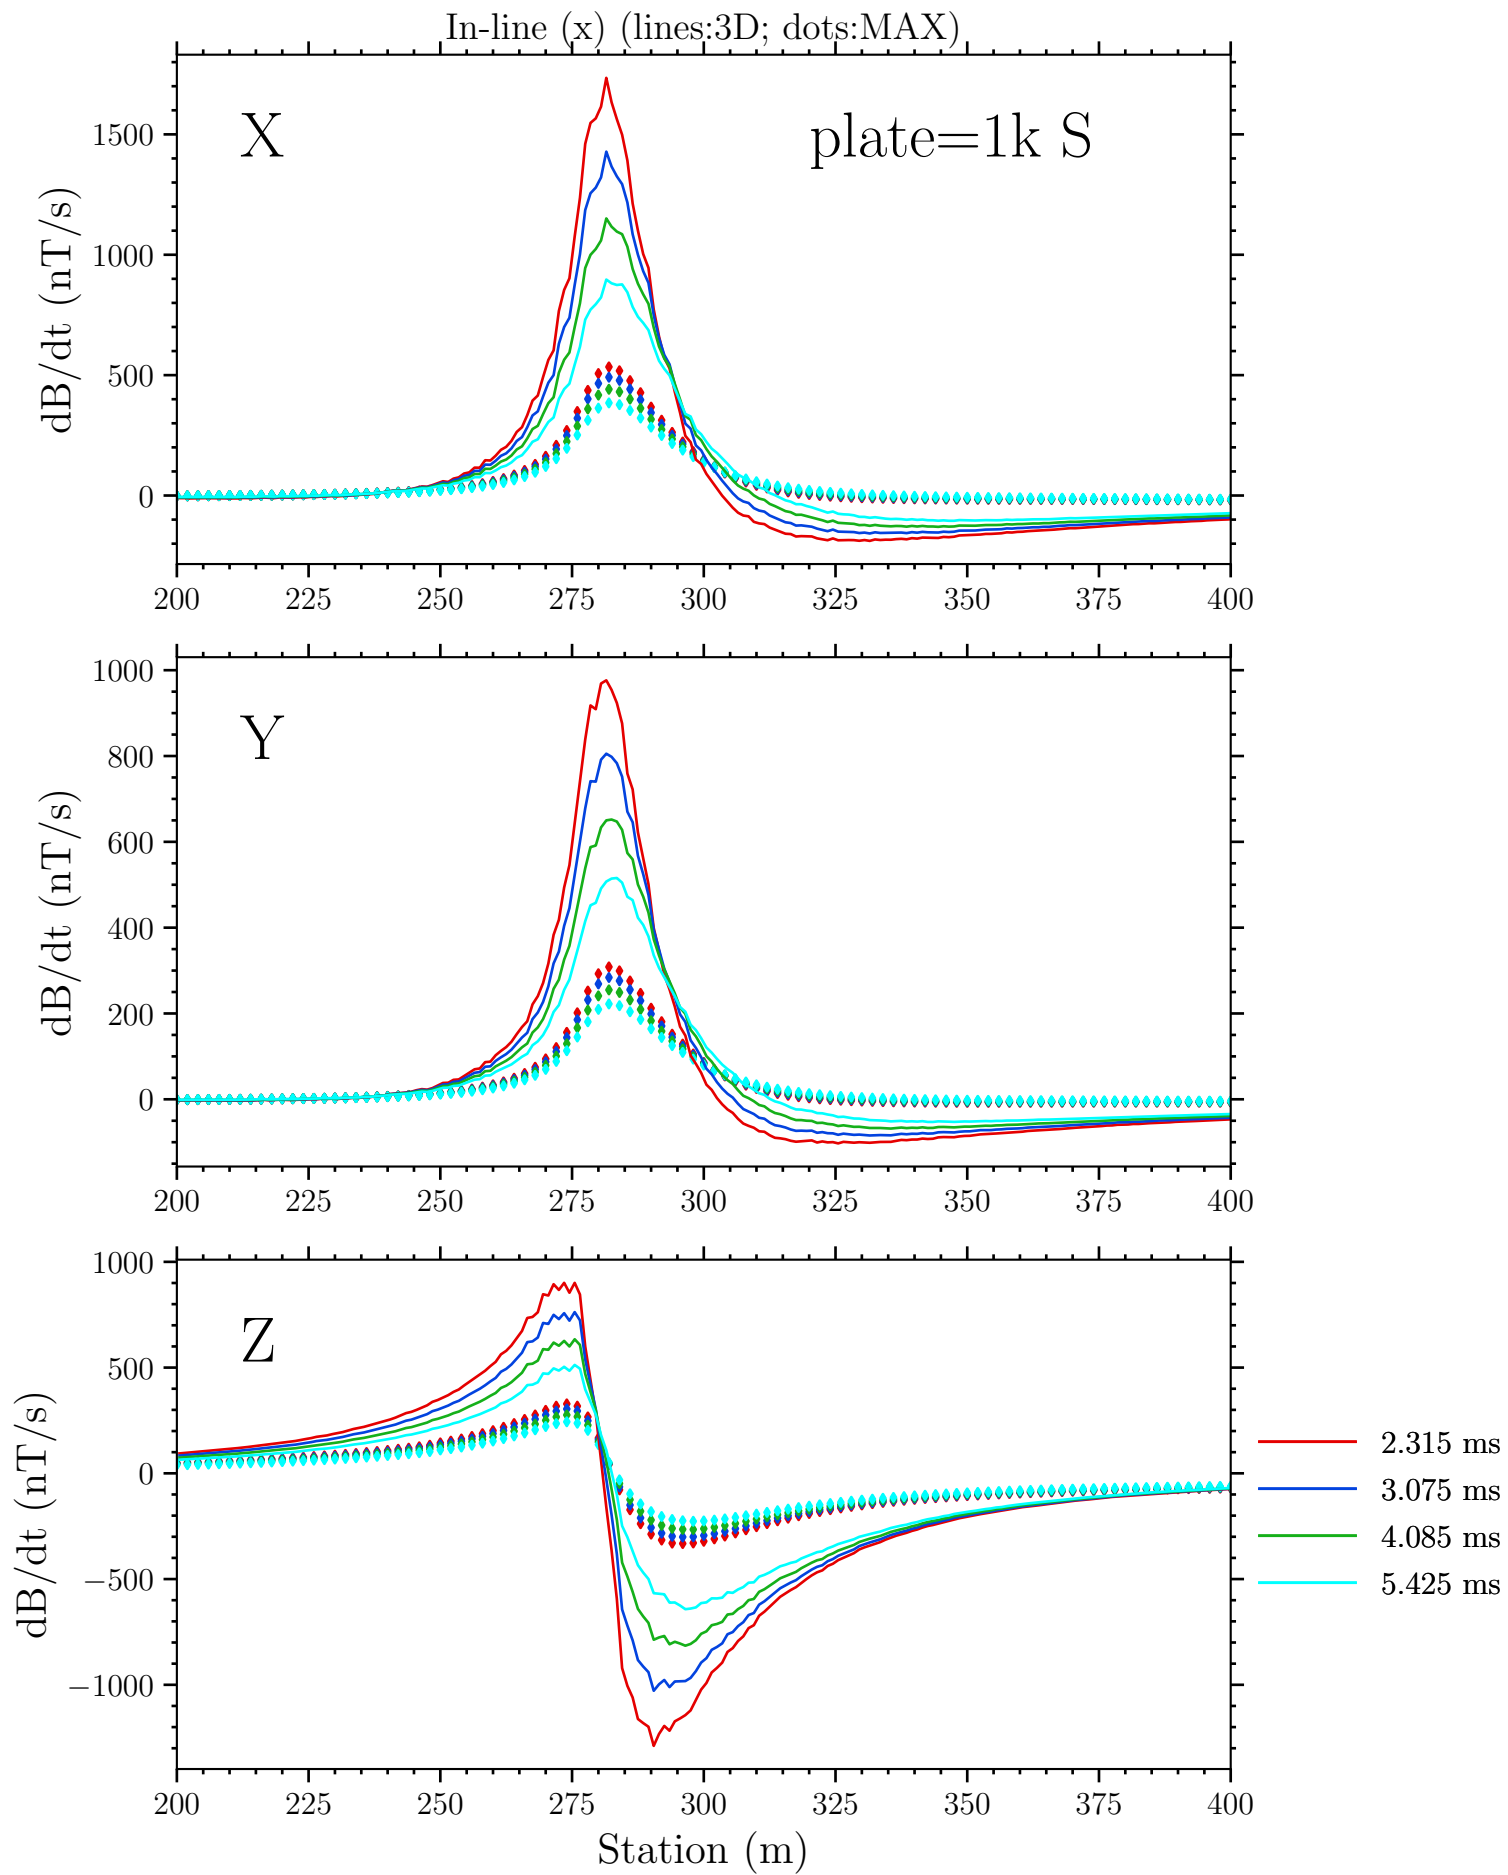 In-line (x) (lines:3D; dots:MAX)
X
plate=1k S
dB/dt (nT/s)
1500
1000
500
0
200 225 250 275 300 325 350 375 400
Y
dB/dt (nT/s)
1000
800
600
400
200
0
200 225 250 275 300 325 350 375 400
Z
dB/dt (nT/s)
1000
500
0
−500
−1000
200 225 250 275 300 325 350 375 400
Station (m)
2.315 ms
3.075 ms
4.085 ms
5.425 ms